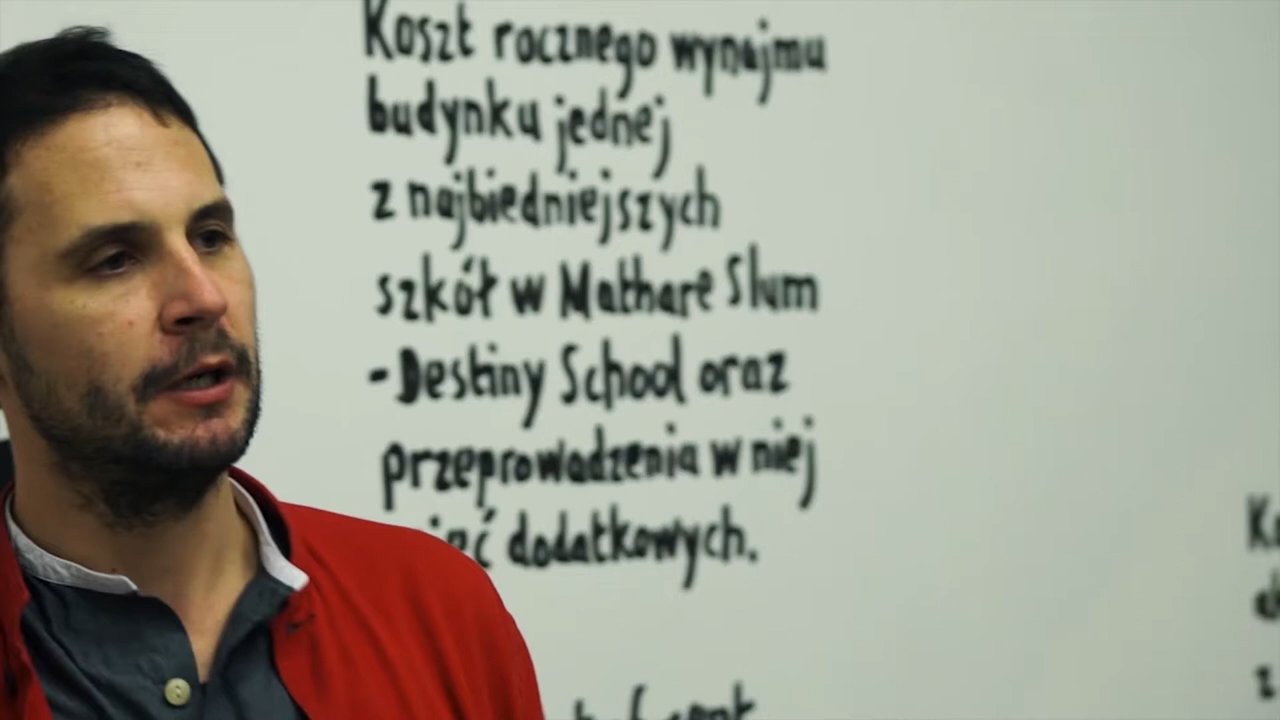 Koszt rocznego wynajmu
budynku jednej
z najbiedniejszych
szkół w Mathare Slum
- Destiny School oraz
przeprowadzenia w niej
dodatkowych.
z